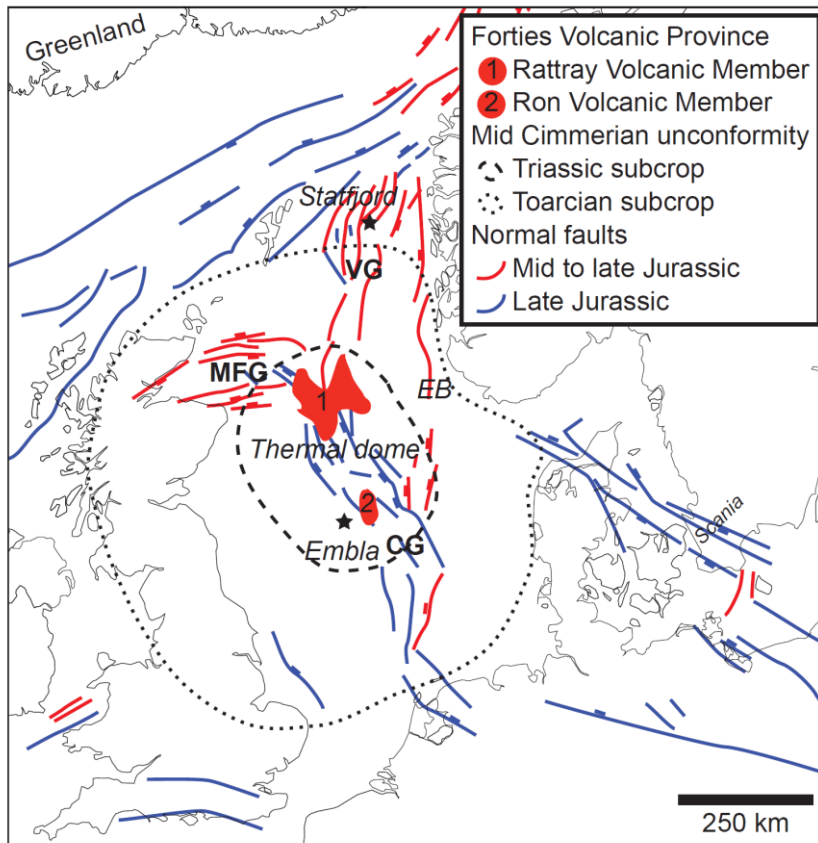 Greenland
Forties Volcanic Province
1 Rattray Volcanic Member
2 Ron Volcanic Member
Mid Cimmerian unconformity
Triassic subcrop
Toarcian subcrop
Normal faults
Mid to late Jurassic
Late Jurassic
Statfjord
VG
MFG
1
EB
Thermal dome
2
Embla
CG
Scania
250 km